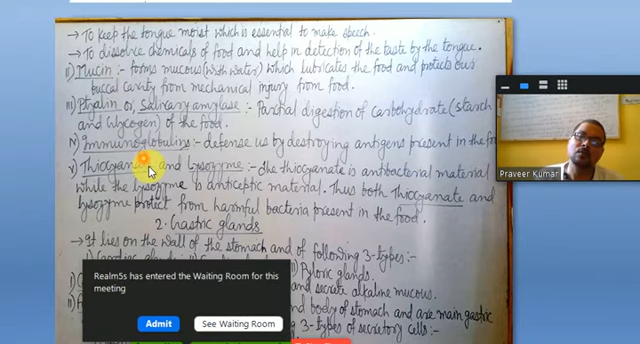 → To keep the tongue moist which is essential to make speech.
→ To dissolve chemicals of food and help in detection of the taste by the tongue.
ii) Mucin :- forms mucous (with water) which lubricates the food and protects our
buccal cavity from mechanical injury from food.
iii) Ptyalin or, Salivary amylase :- Partial digestion of carbohydrate (starch
and Glycogen) of the food.
iv) Immunoglobulins :- defense us by destroying antigens present in the foo
v) Thiocyanate and lysozyme :- The thiocyanate is antibacterial material
while the lysozyme is anticeptic material. Thus both Thiocyanate and
lysozyme protect from harmful bacteria present in the food.
2. Gastric glands
→ It lies on the wall of the stomach and of following 3-types :-
iii) Pyloric glands.
and secrete alkaline mucous.
and body of stomach and are main gastric
3-types of secretory cells :-
Praveer Kumar
Realm5s has entered the Waiting Room for this
meeting
Admit
See Waiting Room